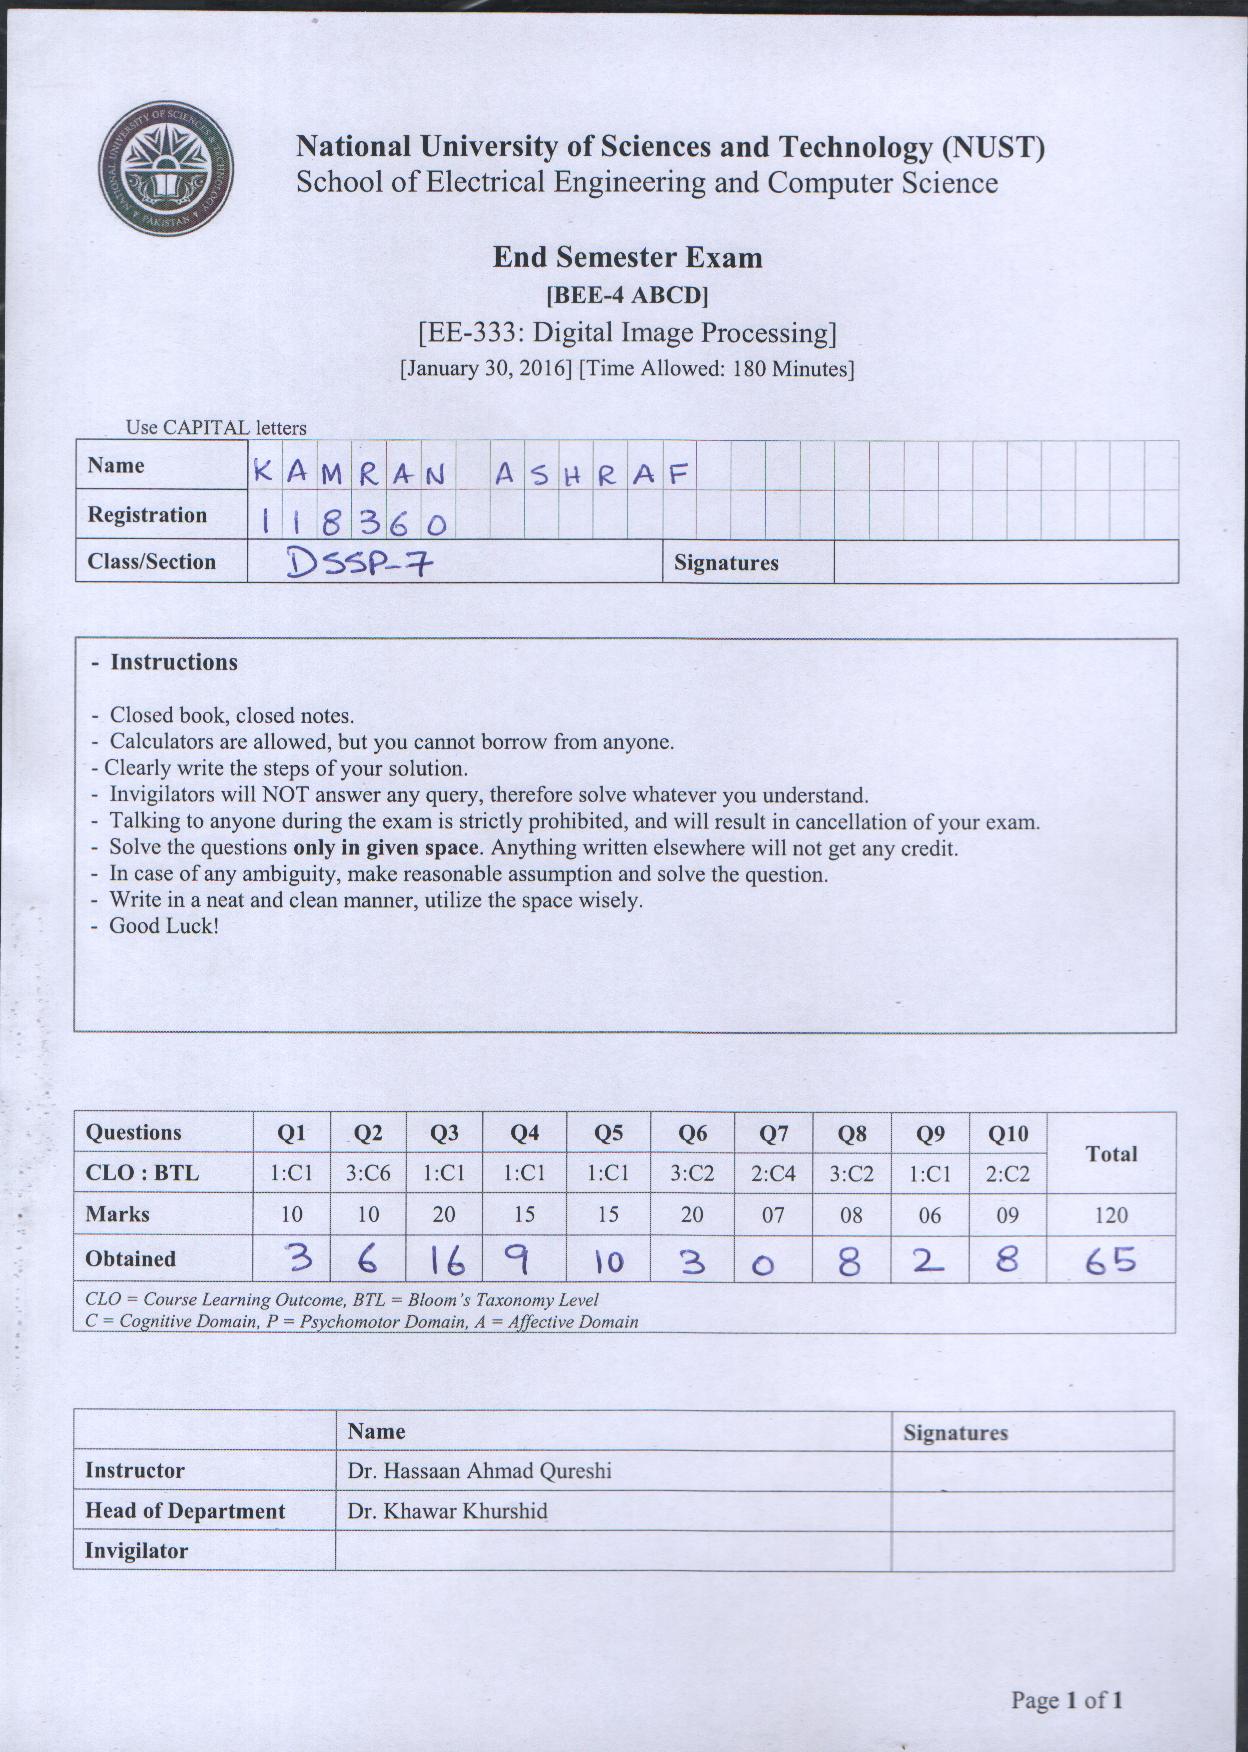 NATIONAL UNIVERSITY OF SCIENCES & TECHNOLOGY
PAKISTAN
National University of Sciences and Technology (NUST)
School of Electrical Engineering and Computer Science
End Semester Exam
[BEE-4 ABCD]
[EE-333: Digital Image Processing]
[January 30, 2016] [Time Allowed: 180 Minutes]
Use CAPITAL letters
Name KAMRAN ASHRAF
Registration 118360
Class/Section DSSP-7 Signatures
- Instructions
- Closed book, closed notes.
- Calculators are allowed, but you cannot borrow from anyone.
- Clearly write the steps of your solution.
- Invigilators will NOT answer any query, therefore solve whatever you understand.
- Talking to anyone during the exam is strictly prohibited, and will result in cancellation of your exam.
- Solve the questions only in given space. Anything written elsewhere will not get any credit.
- In case of any ambiguity, make reasonable assumption and solve the question.
- Write in a neat and clean manner, utilize the space wisely.
- Good Luck!
Questions Q1 Q2 Q3 Q4 Q5 Q6 Q7 Q8 Q9 Q10 Total
CLO : BTL 1:C1 3:C6 1:C1 1:C1 1:C1 3:C2 2:C4 3:C2 1:C1 2:C2
Marks 10 10 20 15 15 20 07 08 06 09 120
Obtained 3 6 16 9 10 3 0 8 2 8 65
CLO = Course Learning Outcome, BTL = Bloom's Taxonomy Level
C = Cognitive Domain, P = Psychomotor Domain, A = Affective Domain
Name Signatures
Instructor Dr. Hassaan Ahmad Qureshi
Head of Department Dr. Khawar Khurshid
Invigilator
Page 1 of 1